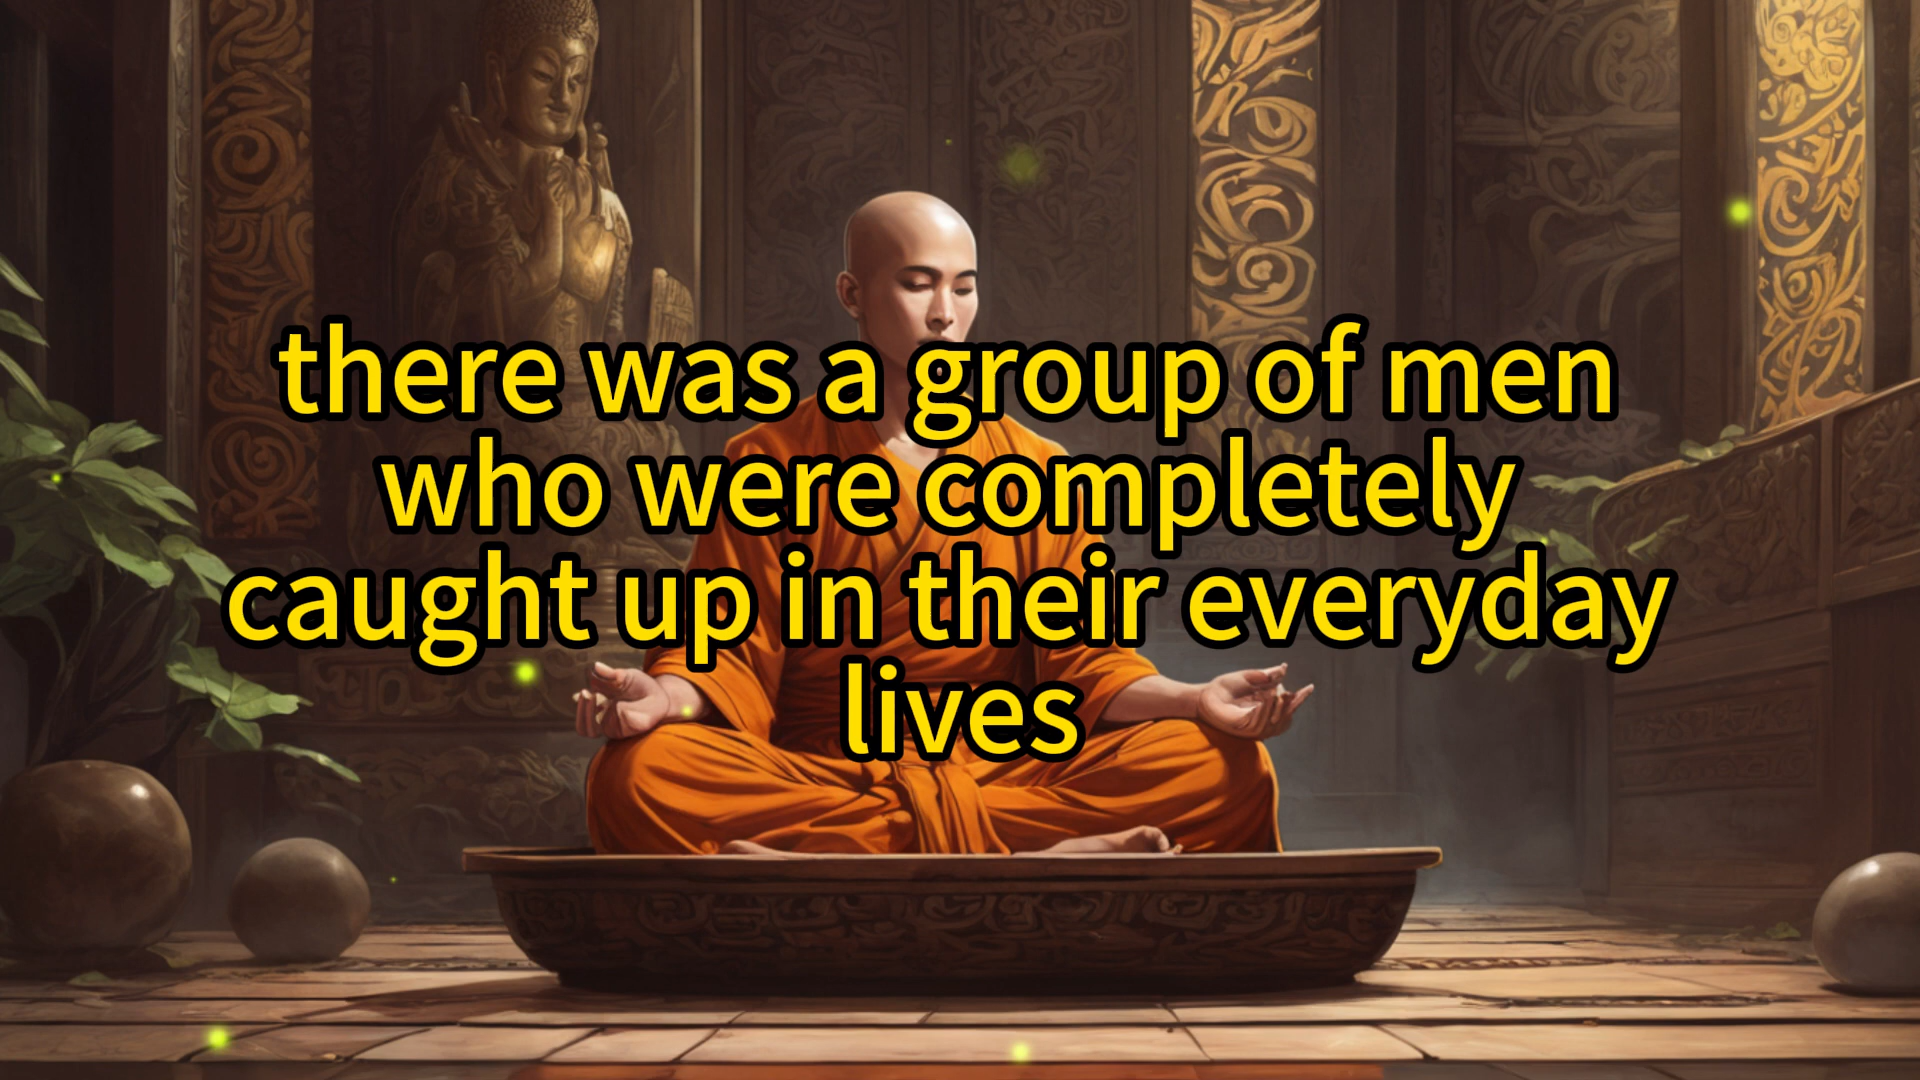 there was a group of men
who were completely
caught up in their everyday
lives